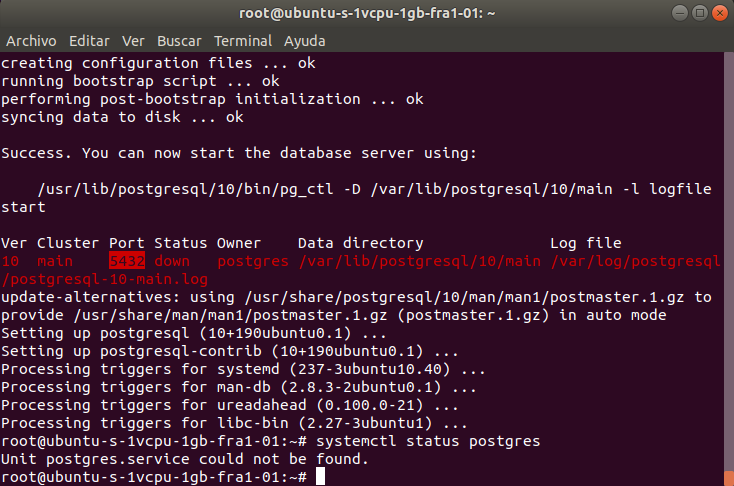 root@ubuntu-s-1vcpu-1gb-fra1-01: ~
Archivo Editar Ver Buscar Terminal Ayuda
creating configuration files ... ok
running bootstrap script ... ok
performing post-bootstrap initialization ... ok
syncing data to disk ... ok
Success. You can now start the database server using:
/usr/lib/postgresql/10/bin/pg_ctl -D /var/lib/postgresql/10/main -l logfile
start
Ver Cluster Port Status Owner    Data directory              Log file
10  main    5432 down   postgres /var/lib/postgresql/10/main /var/log/postgresql
/postgresql-10-main.log
update-alternatives: using /usr/share/postgresql/10/man/man1/postmaster.1.gz to
provide /usr/share/man/man1/postmaster.1.gz (postmaster.1.gz) in auto mode
Setting up postgresql (10+190ubuntu0.1) ...
Setting up postgresql-contrib (10+190ubuntu0.1) ...
Processing triggers for systemd (237-3ubuntu10.40) ...
Processing triggers for man-db (2.8.3-2ubuntu0.1) ...
Processing triggers for ureadahead (0.100.0-21) ...
Processing triggers for libc-bin (2.27-3ubuntu1) ...
root@ubuntu-s-1vcpu-1gb-fra1-01:~# systemctl status postgres
Unit postgres.service could not be found.
root@ubuntu-s-1vcpu-1gb-fra1-01:~#